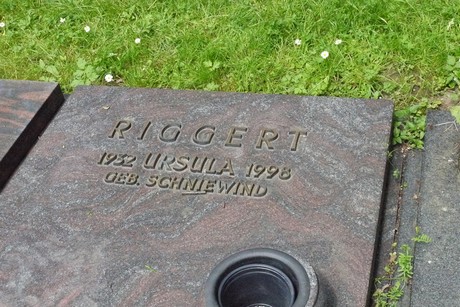 RIGGERT
1932 URSULA 1998
GEB. SCHNIEWIND